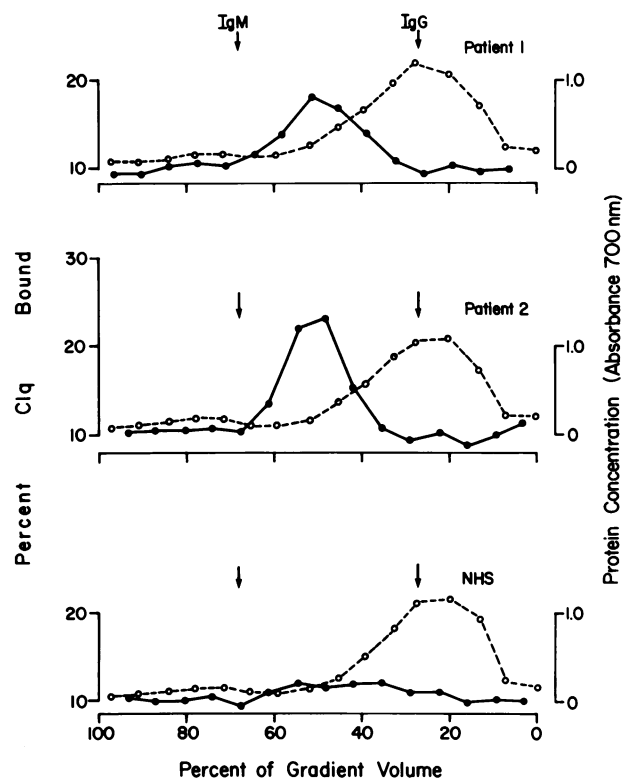 IgM IgG
Patient 1
20 1.0
10 0
30
Patient 2
20 1.0
10 0
NHS
20 1.0
10 0
100 80 60 40 20 0
Percent of Gradient Volume
Percent Clq Bound
Protein Concentration (Absorbance 700nm)